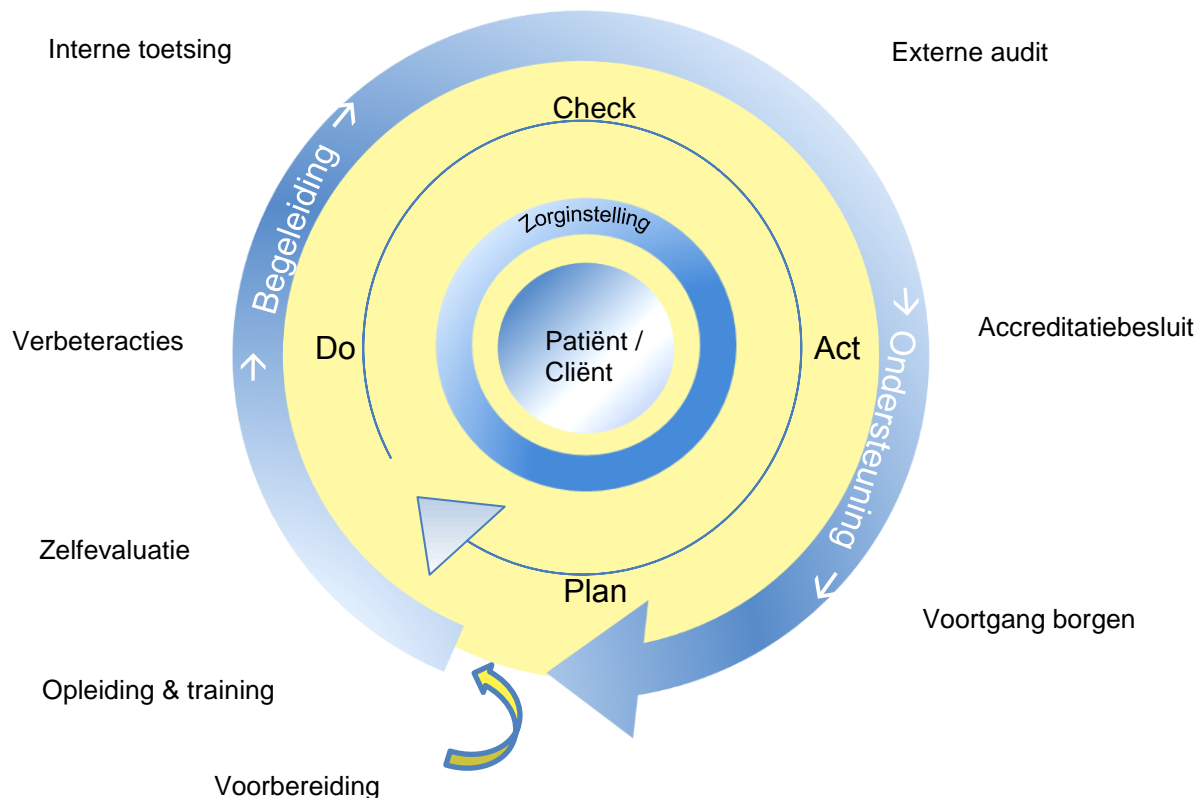 Interne toetsing
Externe audit
Check
Begeleiding
Zorginstelling
Verbeteracties
Do
Patiënt /
Cliënt
Act
Accreditatiebesluit
Ondersteuning
Zelfevaluatie
Plan
Voortgang borgen
Opleiding & training
Voorbereiding